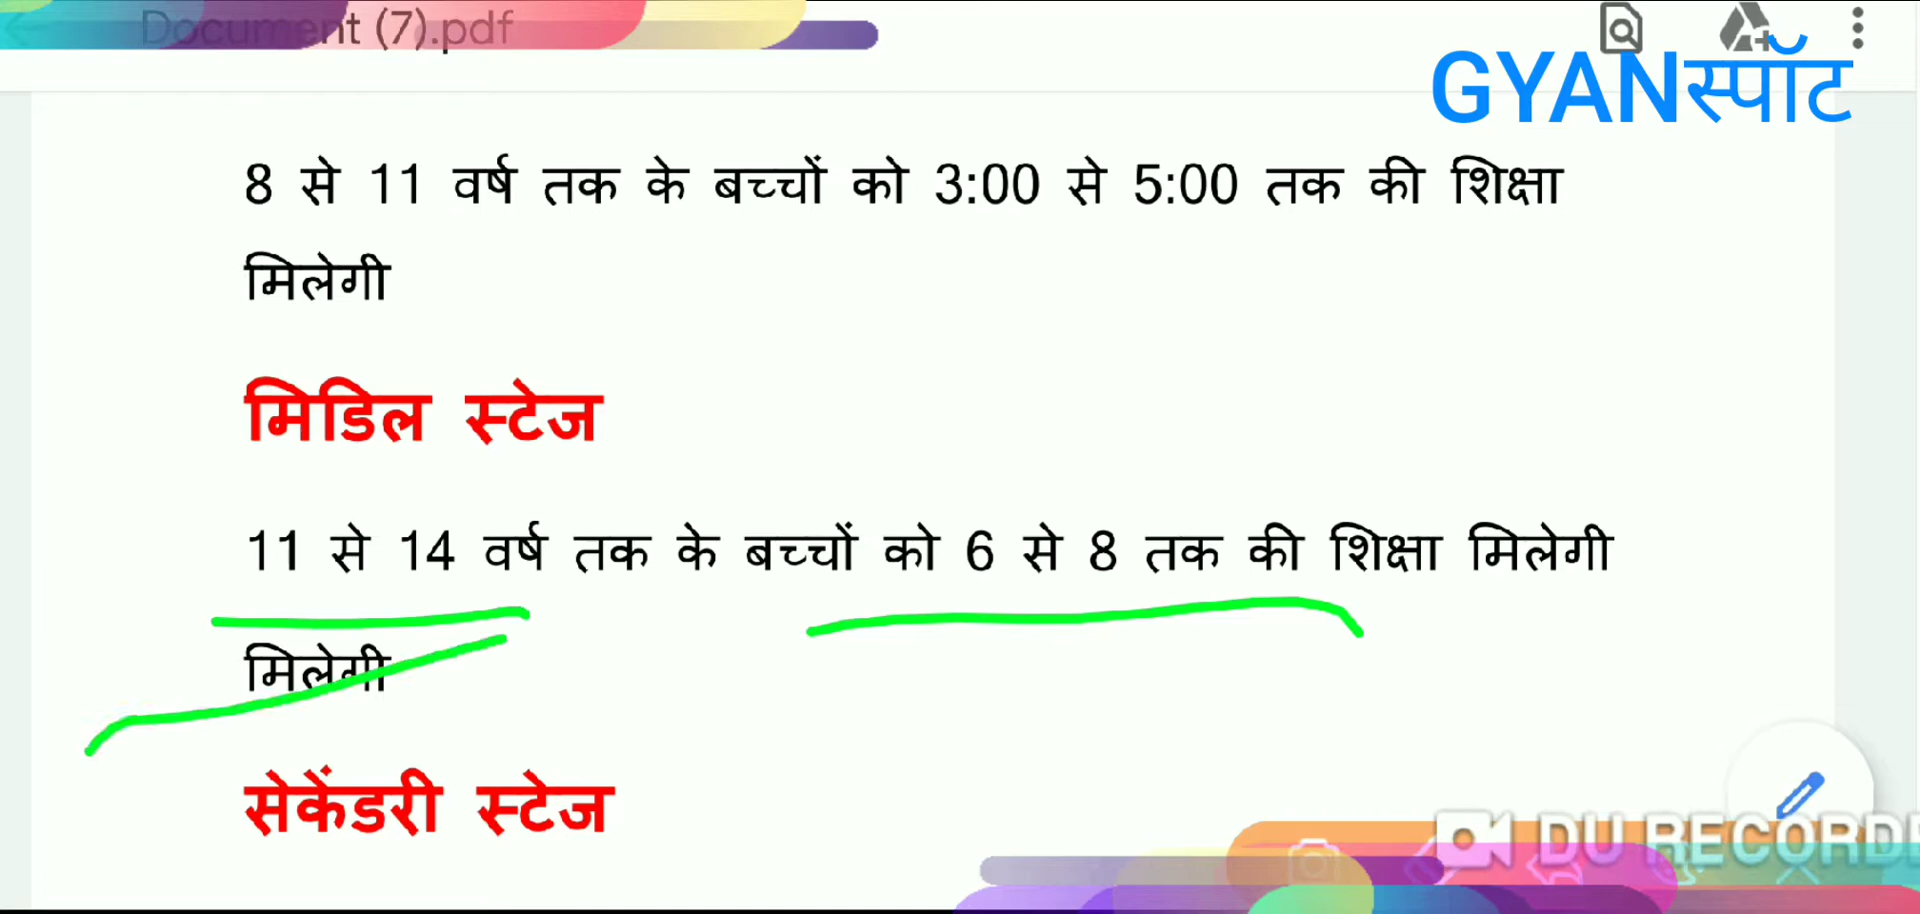 Document (7).pdf
GYANस्पॉट
8 से 11 वर्ष तक के बच्चों को 3:00 से 5:00 तक की शिक्षा
मिलेगी
मिडिल स्टेज
11 से 14 वर्ष तक के बच्चों को 6 से 8 तक की शिक्षा मिलेगी
मिलेगी
सेकेंडरी स्टेज
DU RECORDE